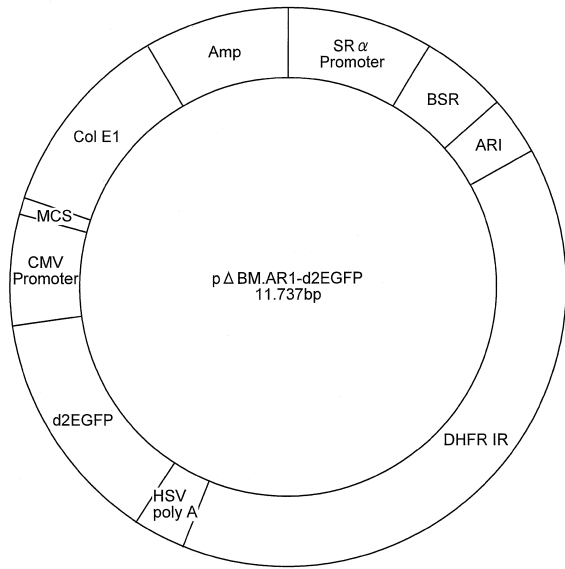 Amp
SR α
Promoter
BSR
ARI
Col E1
MCS
CMV
Promoter
pΔBM.AR1-d2EGFP
11.737bp
d2EGFP
DHFR IR
HSV
poly A